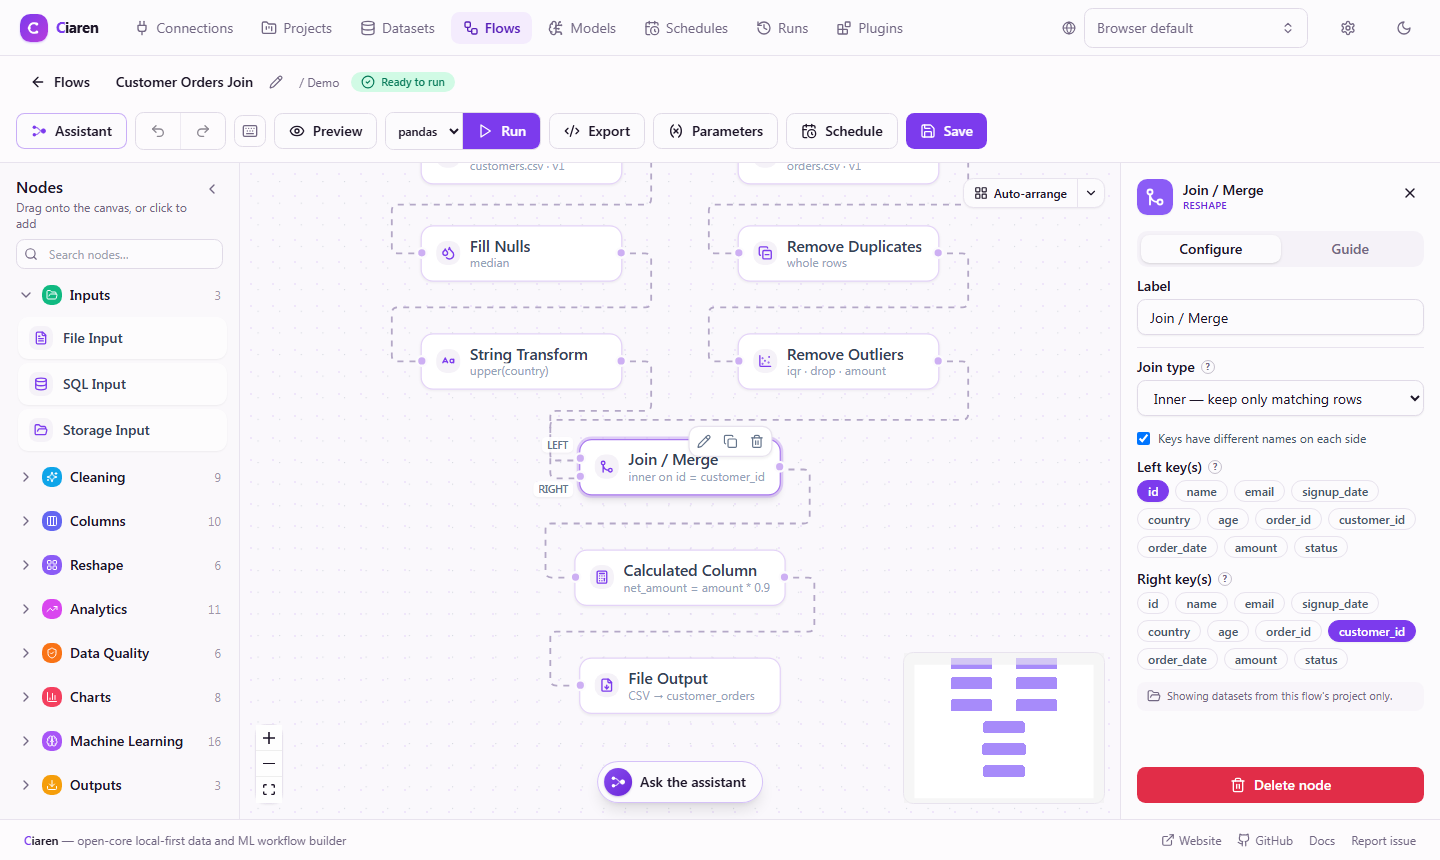 C Ciaren
Connections
Projects
Datasets
Flows
Models
Schedules
Runs
Plugins
Browser default
Flows
Customer Orders Join
/ Demo
Ready to run
Assistant
Preview
pandas
Run
Export
Parameters
Schedule
Save
Nodes
Drag onto the canvas, or click to
add
Search nodes...
Inputs 3
File Input
SQL Input
Storage Input
Cleaning 9
Columns 10
Reshape 6
Analytics 11
Data Quality 6
Charts 8
Machine Learning 16
Outputs 3
customers.csv · v1
orders.csv · v1
Auto-arrange
Fill Nulls
median
Remove Duplicates
whole rows
String Transform
upper(country)
Remove Outliers
iqr · drop · amount
LEFT
RIGHT
Join / Merge
inner on id = customer_id
Calculated Column
net_amount = amount * 0.9
File Output
CSV → customer_orders
Ask the assistant
Join / Merge
RESHAPE
Configure
Guide
Label
Join / Merge
Join type ?
Inner — keep only matching rows
Keys have different names on each side
Left key(s) ?
id name email signup_date
country age order_id customer_id
order_date amount status
Right key(s) ?
id name email signup_date
country age order_id customer_id
order_date amount status
Showing datasets from this flow's project only.
Delete node
Ciaren — open-core local-first data and ML workflow builder
Website
GitHub
Docs
Report issue